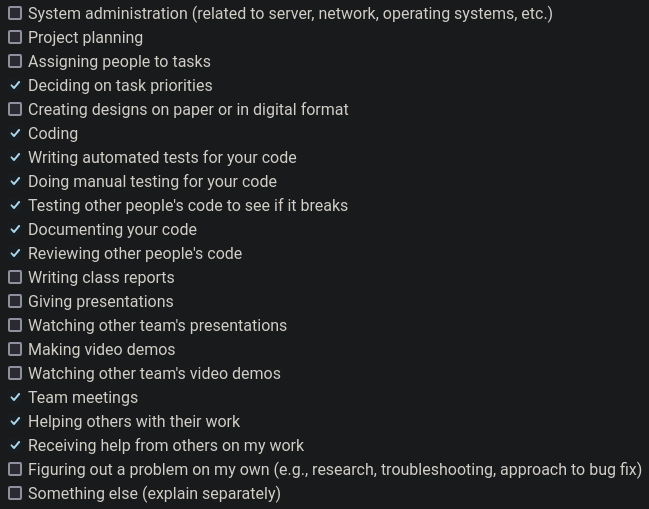 System administration (related to server, network, operating systems, etc.)
Project planning
Assigning people to tasks
Deciding on task priorities
Creating designs on paper or in digital format
Coding
Writing automated tests for your code
Doing manual testing for your code
Testing other people's code to see if it breaks
Documenting your code
Reviewing other people's code
Writing class reports
Giving presentations
Watching other team's presentations
Making video demos
Watching other team's video demos
Team meetings
Helping others with their work
Receiving help from others on my work
Figuring out a problem on my own (e.g., research, troubleshooting, approach to bug fix)
Something else (explain separately)